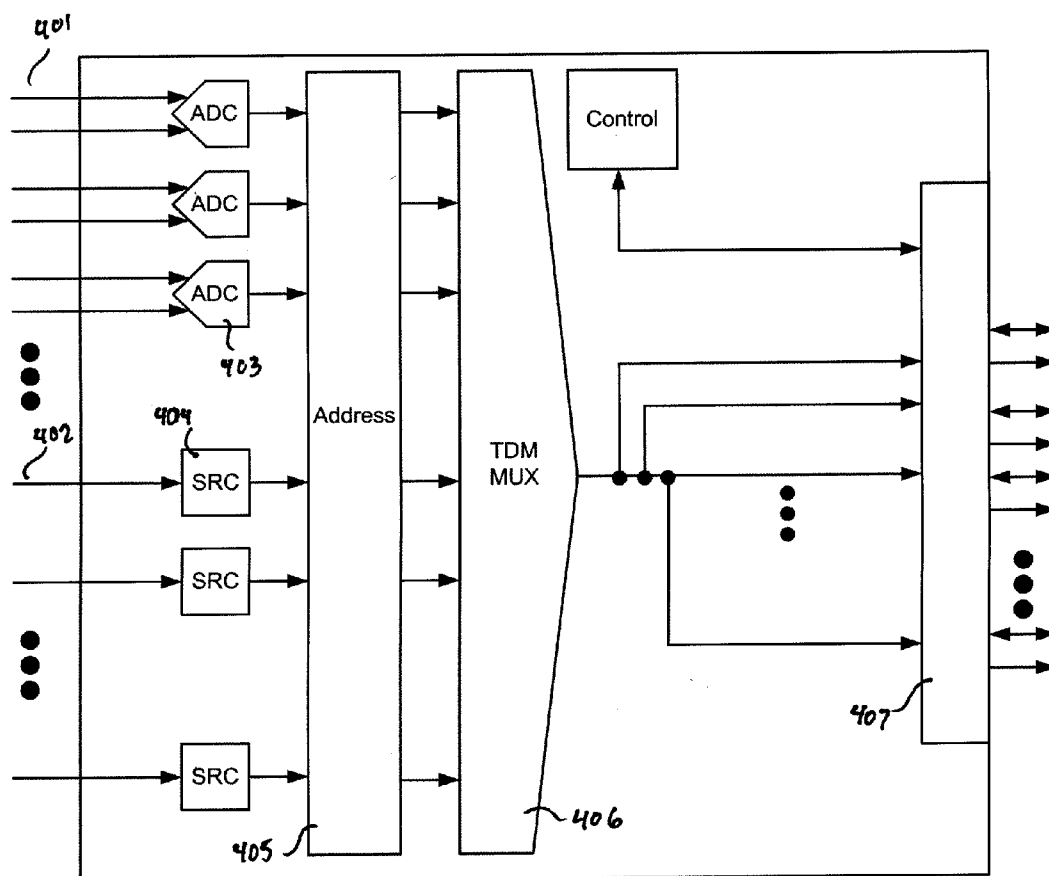 401
ADC
Control
ADC
ADC
403
Address
404
402
TDM
MUX
SRC
SRC
407
SRC
406
405